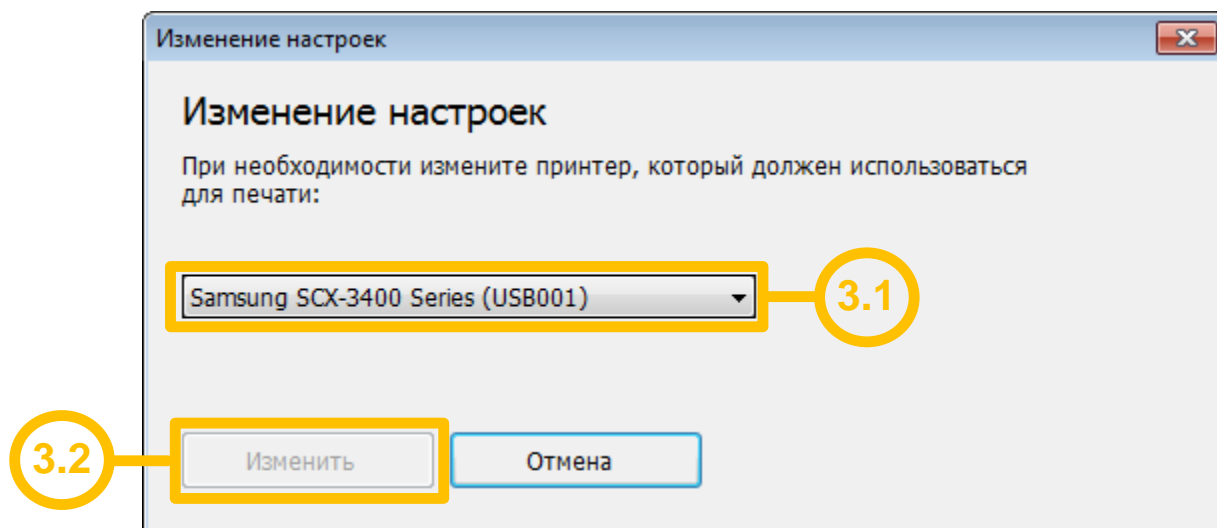 Изменение настроек
Изменение настроек
При необходимости измените принтер, который должен использоваться
для печати:
Samsung SCX-3400 Series (USB001)
3.1
3.2
Изменить
Отмена